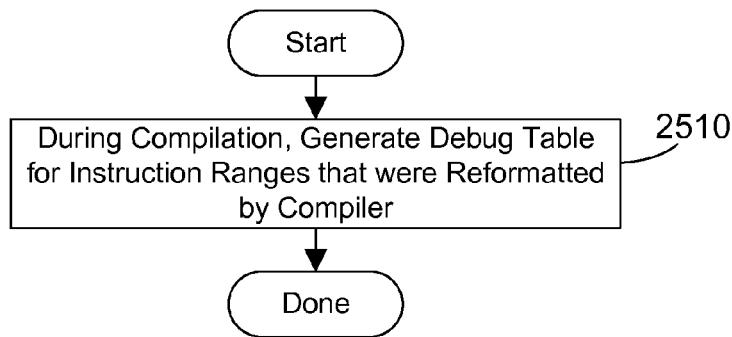 Start
During Compilation, Generate Debug Table
for Instruction Ranges that were Reformatted
by Compiler
2510
Done